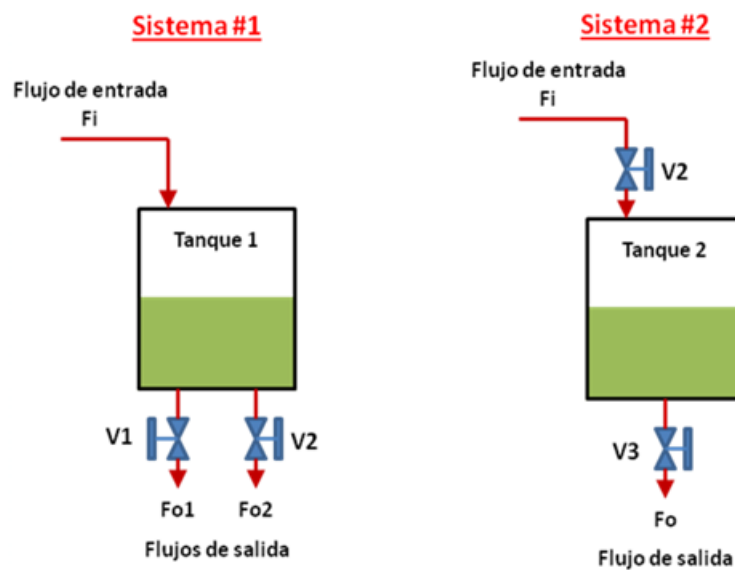 Sistema #1
Flujo de entrada
Fi
Tanque 1
V1
V2
Fo1
Fo2
Flujos de salida
Sistema #2
Flujo de entrada
Fi
V2
Tanque 2
V3
Fo
Flujo de salida